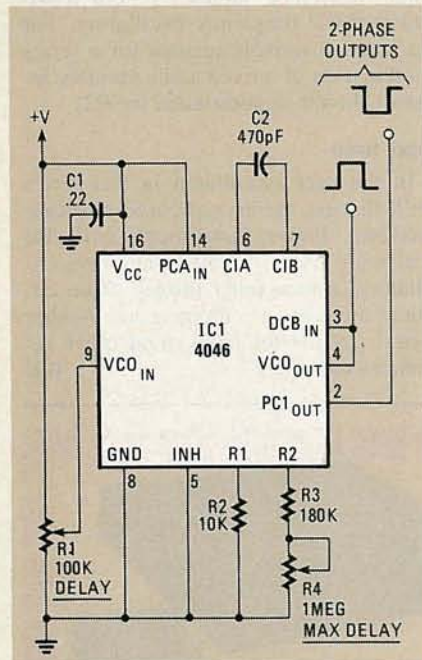 2-PHASE
OUTPUTS
+V
C2
470pF
C1
.22
16
14
6
7
VCC
PCA IN
CIA
CIB
DCB IN
3
9
VCO IN
IC1
4046
VCO OUT
4
PC1 OUT
2
GND
INH
R1
R2
8
5
R2
10K
R3
180K
R1
100K
DELAY
R4
1MEG
MAX DELAY